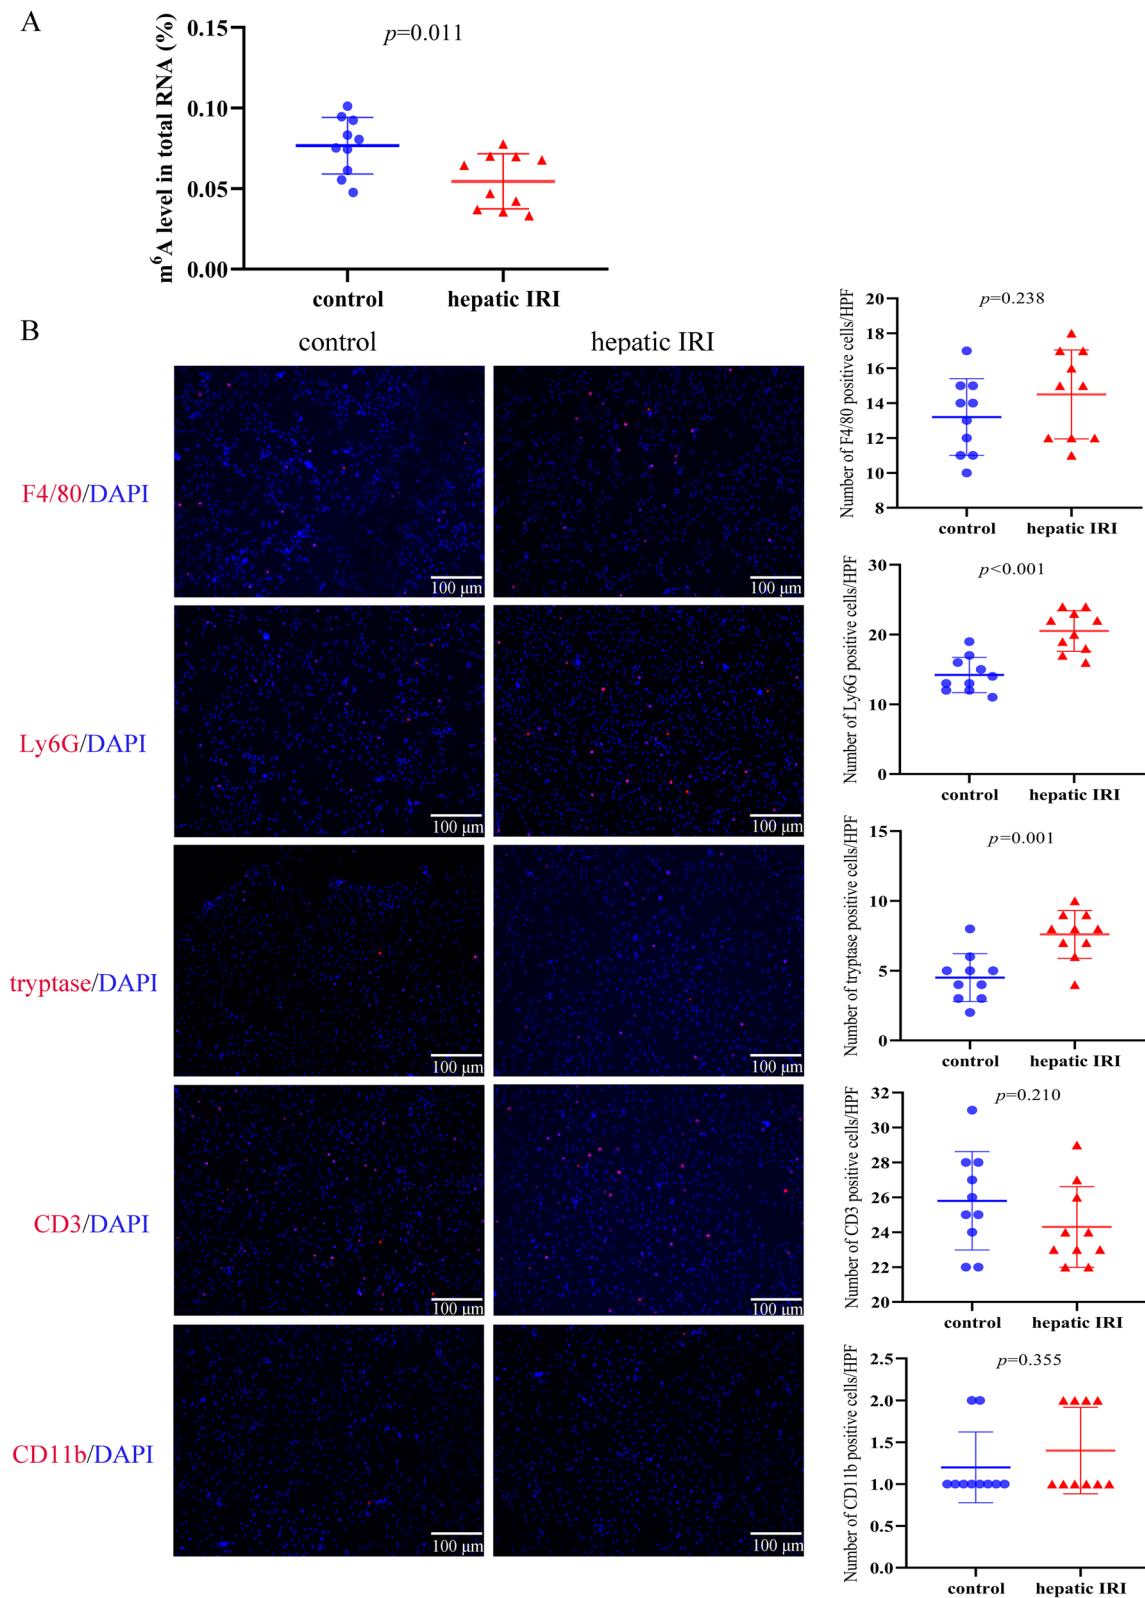 A
m⁶A level in total RNA (%)
p=0.011
0.15
0.10
0.05
0.00
control
hepatic IRI
B
control
hepatic IRI
F4/80/DAPI
100 μm
100 μm
Number of F4/80 positive cells/HPF
p=0.238
20
18
16
14
12
10
8
control
hepatic IRI
Ly6G/DAPI
100 μm
100 μm
Number of Ly6G positive cells/HPF
p<0.001
30
20
10
0
control
hepatic IRI
tryptase/DAPI
100 μm
100 μm
Number of tryptase positive cells/HPF
p=0.001
15
10
5
0
control
hepatic IRI
CD3/DAPI
100 μm
100 μm
Number of CD3 positive cells/HPF
p=0.210
32
30
28
26
24
22
20
control
hepatic IRI
CD11b/DAPI
100 μm
100 μm
Number of CD11b positive cells/HPF
p=0.355
2.5
2.0
1.5
1.0
0.5
0.0
control
hepatic IRI